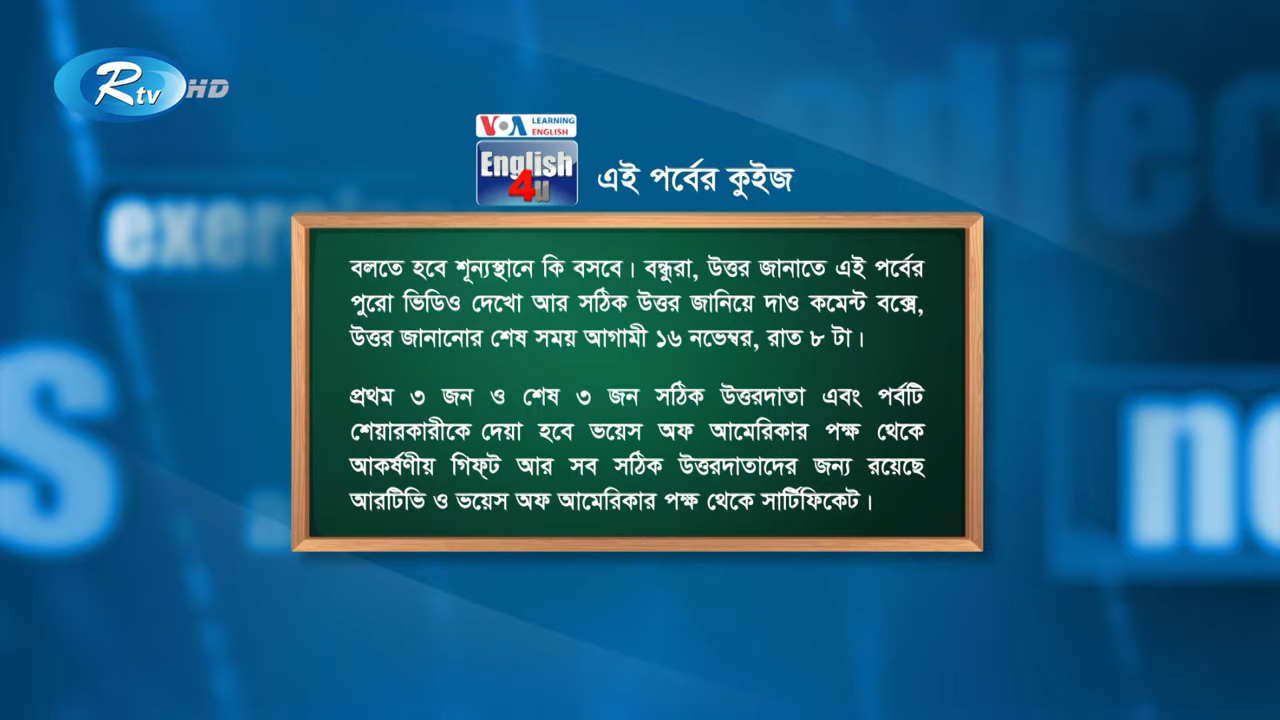 Rtv HD
VOA LEARNING
ENGLISH
English
4u
এই পর্বের কুইজ
বলতে হবে শূন্যস্থানে কি বসবে। বন্ধুরা, উত্তর জানাতে এই পর্বের
পুরো ভিডিও দেখো আর সঠিক উত্তর জানিয়ে দাও কমেন্ট বক্সে,
উত্তর জানানোর শেষ সময় আগামী ১৬ নভেম্বর, রাত ৮ টা।
প্রথম ৩ জন ও শেষ ৩ জন সঠিক উত্তরদাতা এবং পর্বটি
শেয়ারকারীকে দেয়া হবে ভয়েস অফ আমেরিকার পক্ষ থেকে
আকর্ষণীয় গিফ্‌ট আর সব সঠিক উত্তরদাতাদের জন্য রয়েছে
আরটিভি ও ভয়েস অফ আমেরিকার পক্ষ থেকে সার্টিফিকেট।